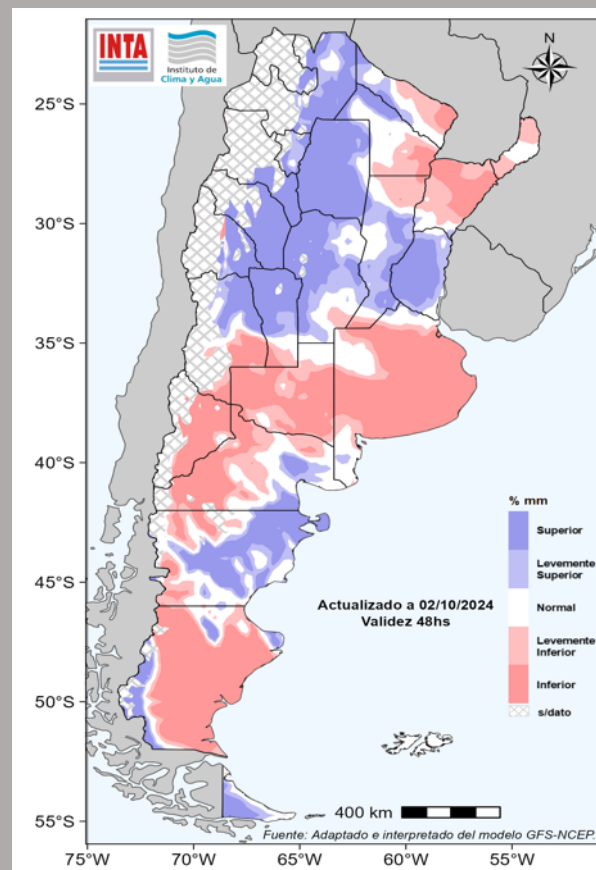 INTA
Instituto de
Clima y Agua
N
25°S
30°S
35°S
40°S
45°S
50°S
55°S
% mm
Superior
Levemente
Superior
Normal
Levemente
Inferior
Inferior
s/dato
Actualizado a 02/10/2024
Validez 48hs
400 km
Fuente: Adaptado e interpretado del modelo GFS-NCEP.
75°W
70°W
65°W
60°W
55°W